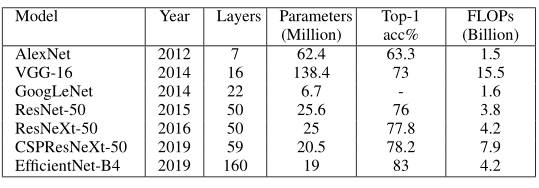 Model Year Layers Parameters Top-1 FLOPs
(Million) acc% (Billion)
AlexNet 2012 7 62.4 63.3 1.5
VGG-16 2014 16 138.4 73 15.5
GoogLeNet 2014 22 6.7 - 1.6
ResNet-50 2015 50 25.6 76 3.8
ResNeXt-50 2016 50 25 77.8 4.2
CSPResNeXt-50 2019 59 20.5 78.2 7.9
EfficientNet-B4 2019 160 19 83 4.2